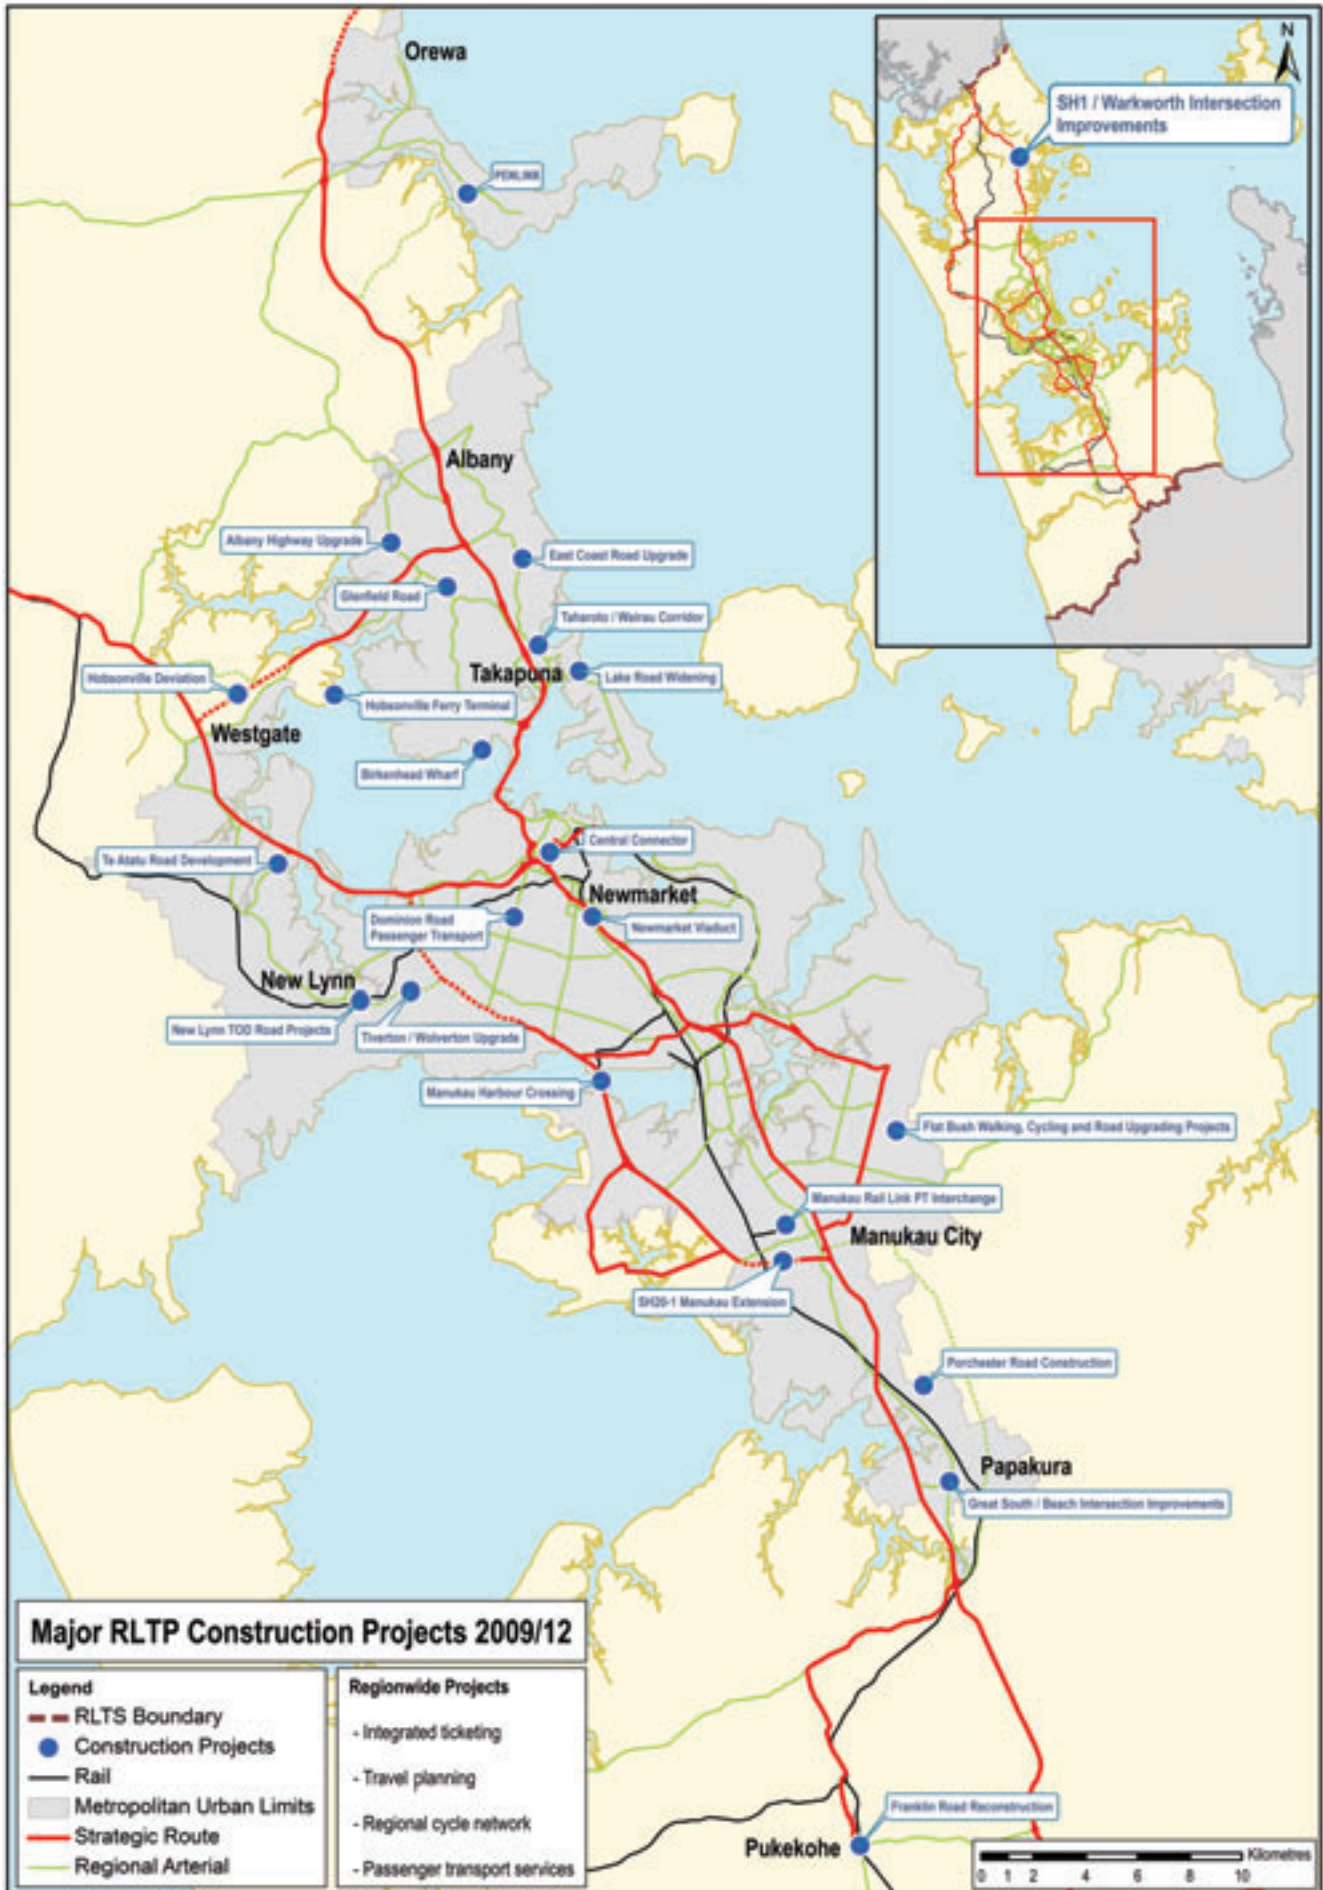 Orewa
N
SH1 / Warkworth Intersection
Improvements
PENLINK
Albany
Albany Highway Upgrade
East Coast Road Upgrade
Glenfield Road
Taharoto / Wairau Corridor
Takapuna
Lake Road Widening
Hobsonville Deviation
Hobsonville Ferry Terminal
Westgate
Birkenhead Wharf
Central Connector
Te Atatu Road Development
Newmarket
Dominion Road
Passenger Transport
Newmarket Viaduct
New Lynn
New Lynn TOD Road Projects
Tiverton / Wolverton Upgrade
Manukau Harbour Crossing
Flat Bush Walking, Cycling and Road Upgrading Projects
Manukau Rail Link PT Interchange
Manukau City
SH20-1 Manukau Extension
Porchester Road Construction
Papakura
Great South / Beach Intersection Improvements
Major RLTP Construction Projects 2009/12
Legend
RLTS Boundary
Construction Projects
Rail
Metropolitan Urban Limits
Strategic Route
Regional Arterial
Regionwide Projects
- Integrated ticketing
- Travel planning
- Regional cycle network
- Passenger transport services
Franklin Road Reconstruction
Pukekohe
Kilometres
0 1 2 4 6 8 10